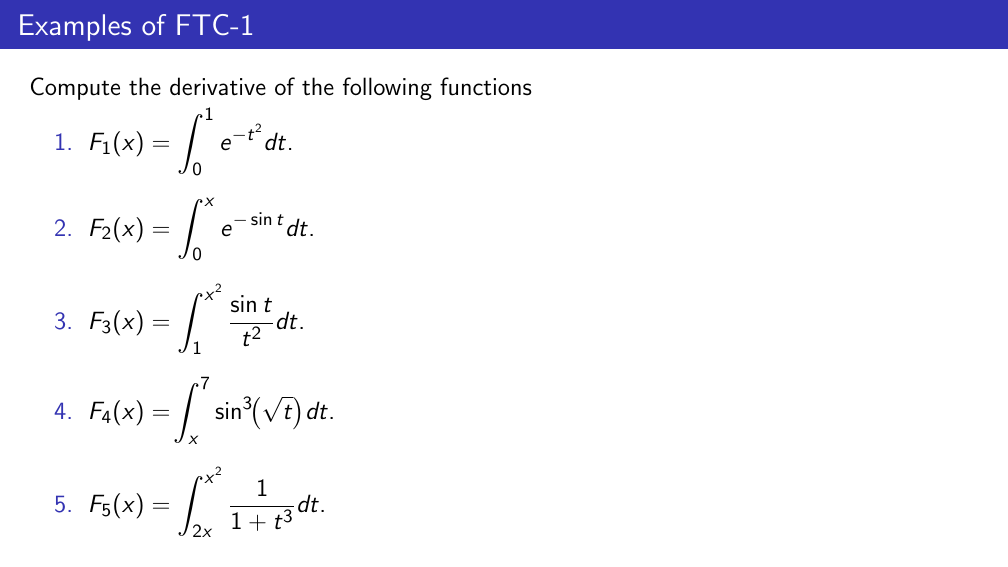 Examples of FTC-1
Compute the derivative of the following functions
1. F₁(x) = ∫₀¹ e^{−t²} dt.
2. F₂(x) = ∫₀ˣ e^{− sin t} dt.
3. F₃(x) = ∫₁^{x²} \frac{sin t}{t²} dt.
4. F₄(x) = ∫ₓ⁷ sin³(√t) dt.
5. F₅(x) = ∫_{2x}^{x²} \frac{1}{1 + t³} dt.